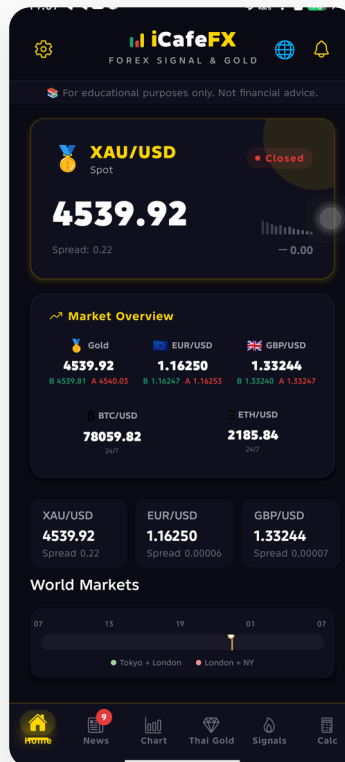 iCafeFX
FOREX SIGNAL & GOLD
📚 For educational purposes only. Not financial advice.
XAU/USD
Spot
• Closed
4539.92
Spread: 0.22
— 0.00
Market Overview
Gold EUR/USD GBP/USD
4539.92 1.16250 1.33244
B 4539.81 A 4540.03 B 1.16247 A 1.16253 B 1.33240 A 1.33247
BTC/USD ETH/USD
78059.82 2185.84
24/7 24/7
XAU/USD EUR/USD GBP/USD
4539.92 1.16250 1.33244
Spread 0.22 Spread 0.00006 Spread 0.00007
World Markets
07 13 19 01 07
Tokyo + London London + NY
9
Home News Chart Thai Gold Signals Calc